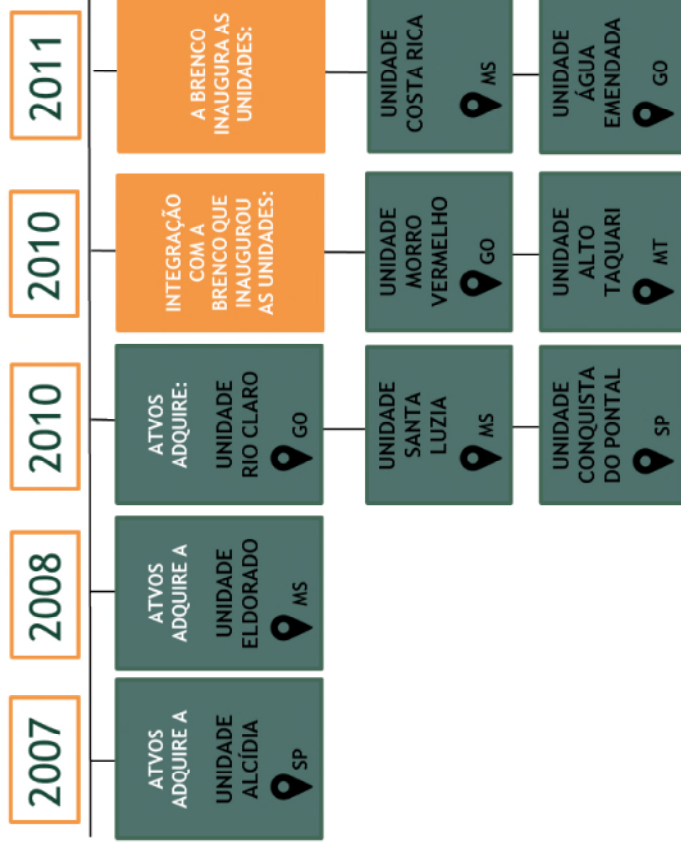 2007
2008
2010
2010
2011
ATVOS
ADQUIRE A
UNIDADE
ALCÍDIA
SP
ATVOS
ADQUIRE A
UNIDADE
ELDORADO
MS
ATVOS
ADQUIRE:
UNIDADE
RIO CLARO
GO
INTEGRAÇÃO
COM A
BRENCO QUE
INAUGUROU
AS UNIDADES:
A BRENCO
INAUGURA AS
UNIDADES:
UNIDADE
SANTA
LUZIA
MS
UNIDADE
MORRO
VERMELHO
GO
UNIDADE
COSTA RICA
MS
UNIDADE
CONQUISTA
DO PONTAL
SP
UNIDADE
ALTO
TAQUARI
MT
UNIDADE
ÁGUA
EMENDADA
GO